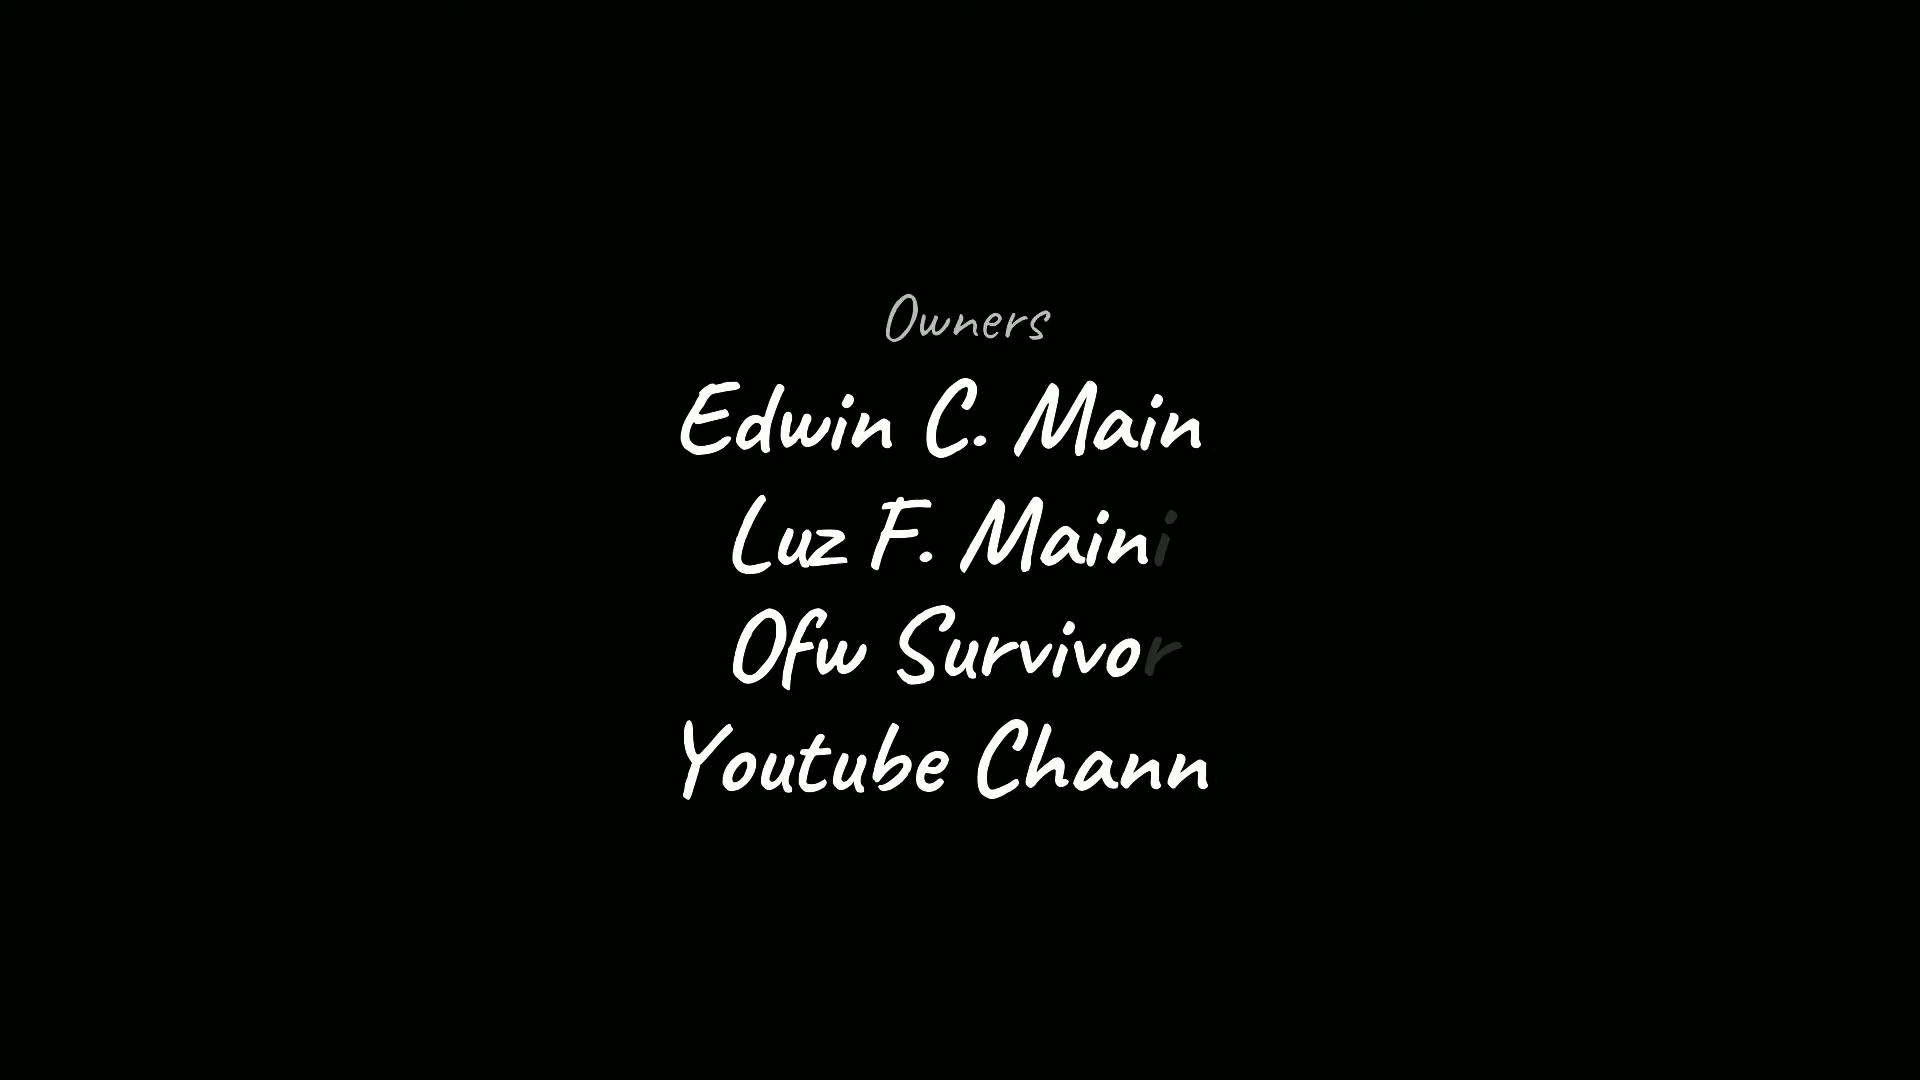 Owners
Edwin C. Main
Luz F. Maini
Ofw Survivor
Youtube Chann